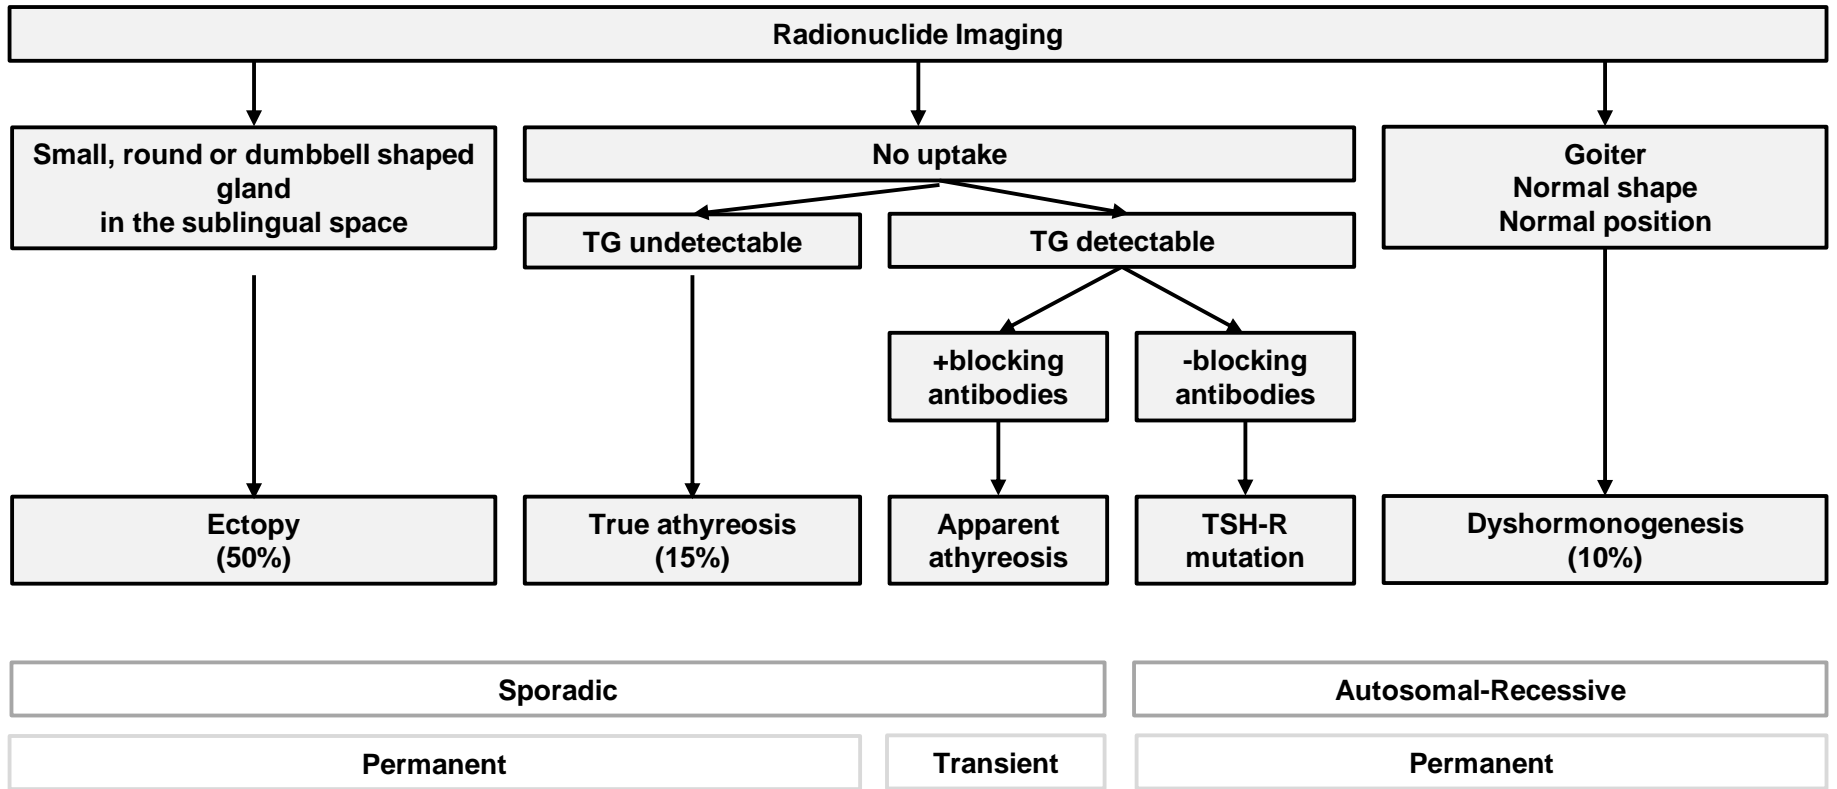 Radionuclide Imaging
Small, round or dumbbell shaped
gland
in the sublingual space
No uptake
Goiter
Normal shape
Normal position
TG undetectable
TG detectable
+blocking
antibodies
-blocking
antibodies
Ectopy
(50%)
True athyreosis
(15%)
Apparent
athyreosis
TSH-R
mutation
Dyshormonogenesis
(10%)
Sporadic
Autosomal-Recessive
Permanent
Transient
Permanent